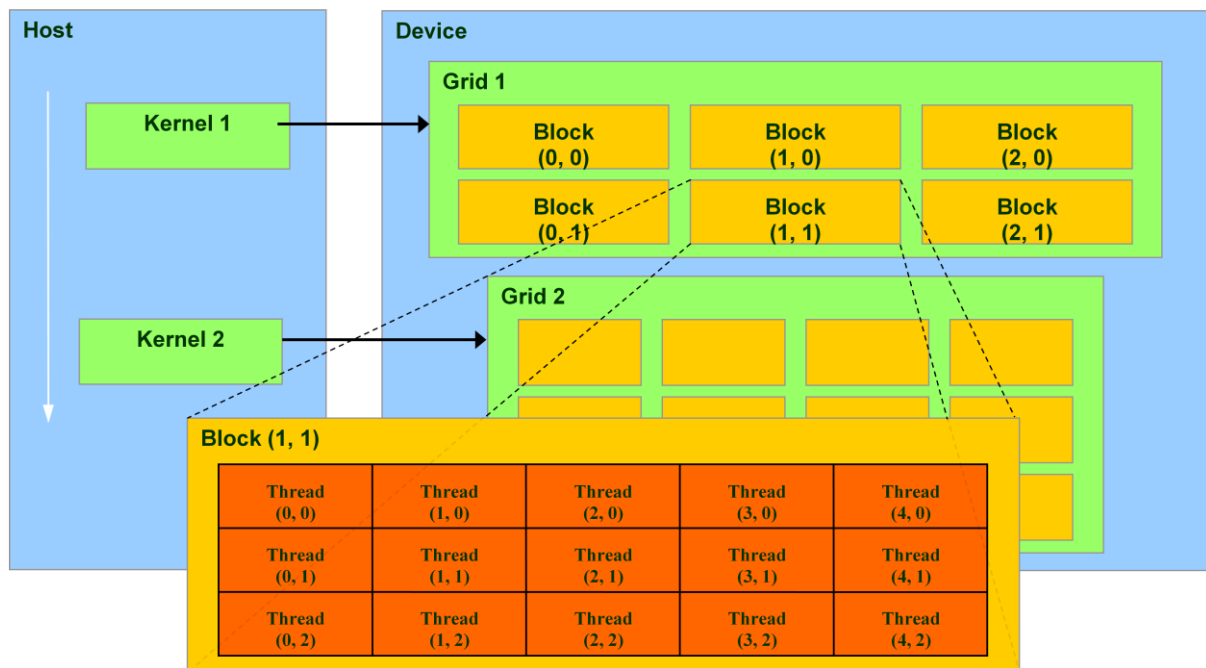 Host
Device
Grid 1
Kernel 1
Block
(0, 0)
Block
(1, 0)
Block
(2, 0)
Block
(0, 1)
Block
(1, 1)
Block
(2, 1)
Grid 2
Kernel 2
Block (1, 1)
Thread
(0, 0)
Thread
(1, 0)
Thread
(2, 0)
Thread
(3, 0)
Thread
(4, 0)
Thread
(0, 1)
Thread
(1, 1)
Thread
(2, 1)
Thread
(3, 1)
Thread
(4, 1)
Thread
(0, 2)
Thread
(1, 2)
Thread
(2, 2)
Thread
(3, 2)
Thread
(4, 2)